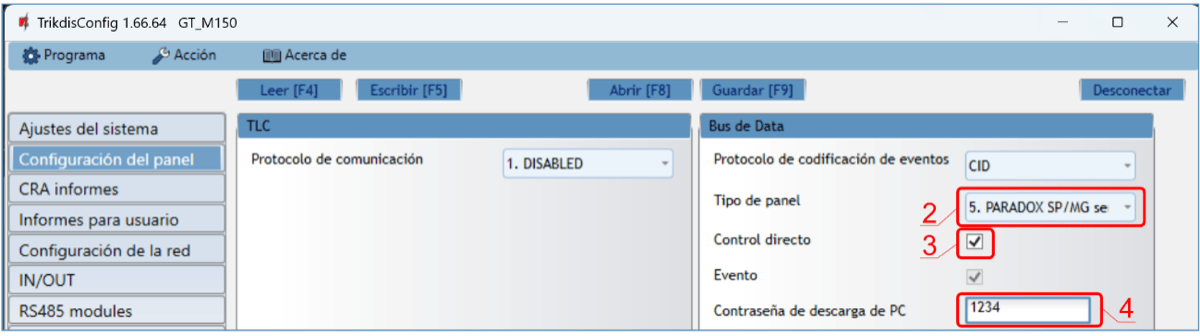 TrikdisConfig 1.66.64 GT_M150
Programa Acción Acerca de
Leer [F4] Escribir [F5] Abrir [F8] Guardar [F9] Desconectar
Ajustes del sistema
Configuración del panel
CRA informes
Informes para usuario
Configuración de la red
IN/OUT
RS485 modules
TLC
Protocolo de comunicación 1. DISABLED
Bus de Data
Protocolo de codificación de eventos CID
Tipo de panel 2 5. PARADOX SP/MG se
Control directo 3
Evento
Contraseña de descarga de PC 1234 4